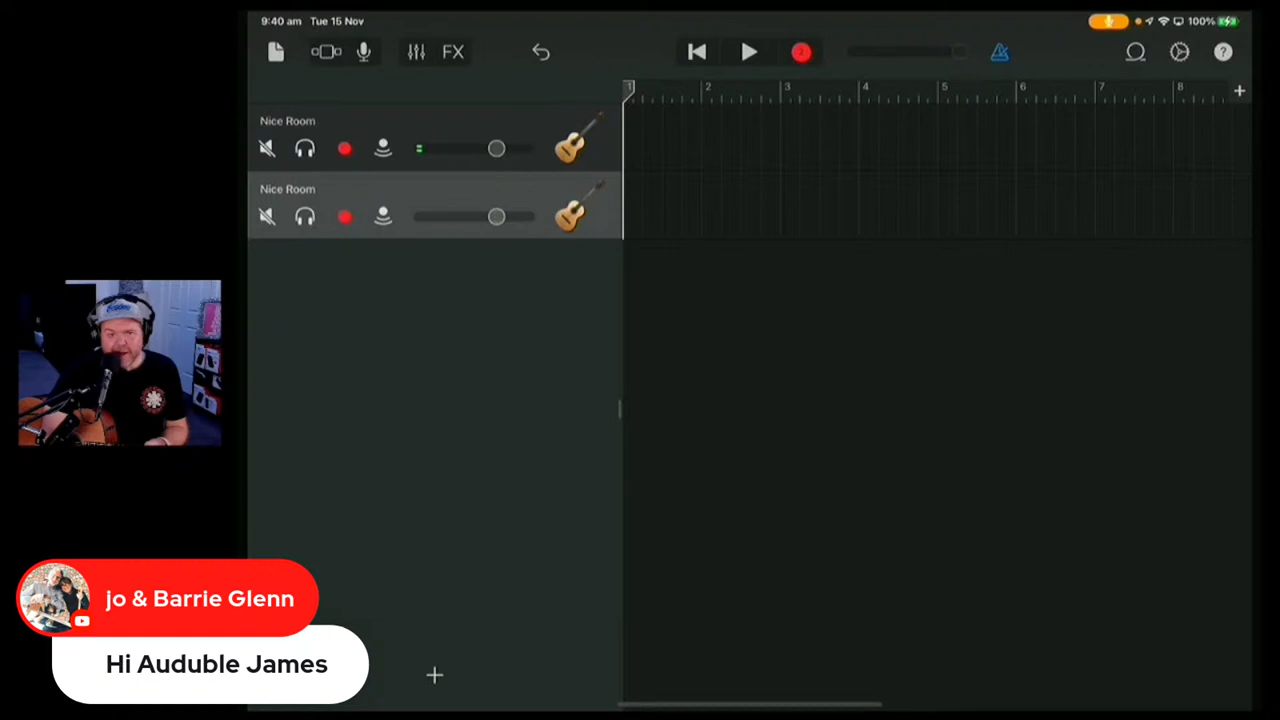 9:40 am Tue 15 Nov
100%
FX
2
?
1 2 3 4 5 6 7 8
Nice Room
Nice Room
jo & Barrie Glenn
Hi Auduble James